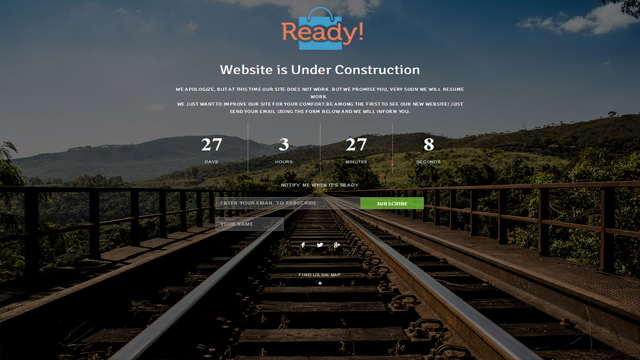 Ready!
Website is Under Construction
WE APOLOGIZE, BUT AT THIS TIME OUR SITE DOES NOT WORK. BUT WE PROMISE YOU, VERY SOON WE WILL RESUME
WORK.
WE JUST WANT TO IMPROVE OUR SITE FOR YOUR COMFORT. BE AMONG THE FIRST TO SEE OUR NEW WEBSITE! JUST
SEND YOUR EMAIL USING THE FORM BELOW AND WE WILL INFORM YOU.
27 3 27 8
DAYS HOURS MINUTES SECONDS
NOTIFY ME WHEN IT'S READY
ENTER YOUR EMAIL TO SUBSCRIBE SUBSCRIBE
YOUR NAME
FIND US ON MAP